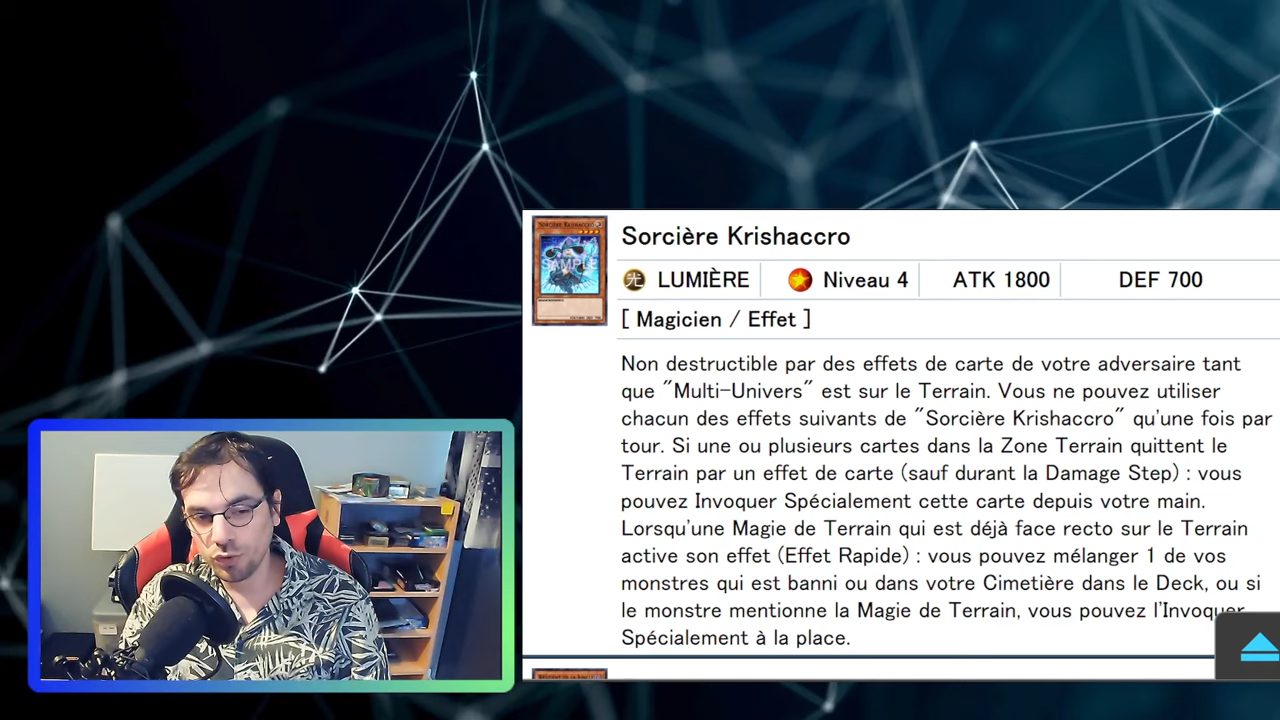 Sorcière Krishaccro
SAMPLE
光 LUMIÈRE Niveau 4 ATK 1800 DEF 700
[ Magicien / Effet ]
Non destructible par des effets de carte de votre adversaire tant
que "Multi-Univers" est sur le Terrain. Vous ne pouvez utiliser
chacun des effets suivants de "Sorcière Krishaccro" qu'une fois par
tour. Si une ou plusieurs cartes dans la Zone Terrain quittent le
Terrain par un effet de carte (sauf durant la Damage Step) : vous
pouvez Invoquer Spécialement cette carte depuis votre main.
Lorsqu'une Magie de Terrain qui est déjà face recto sur le Terrain
active son effet (Effet Rapide) : vous pouvez mélanger 1 de vos
monstres qui est banni ou dans votre Cimetière dans le Deck, ou si
le monstre mentionne la Magie de Terrain, vous pouvez l'Invoquer
Spécialement à la place.